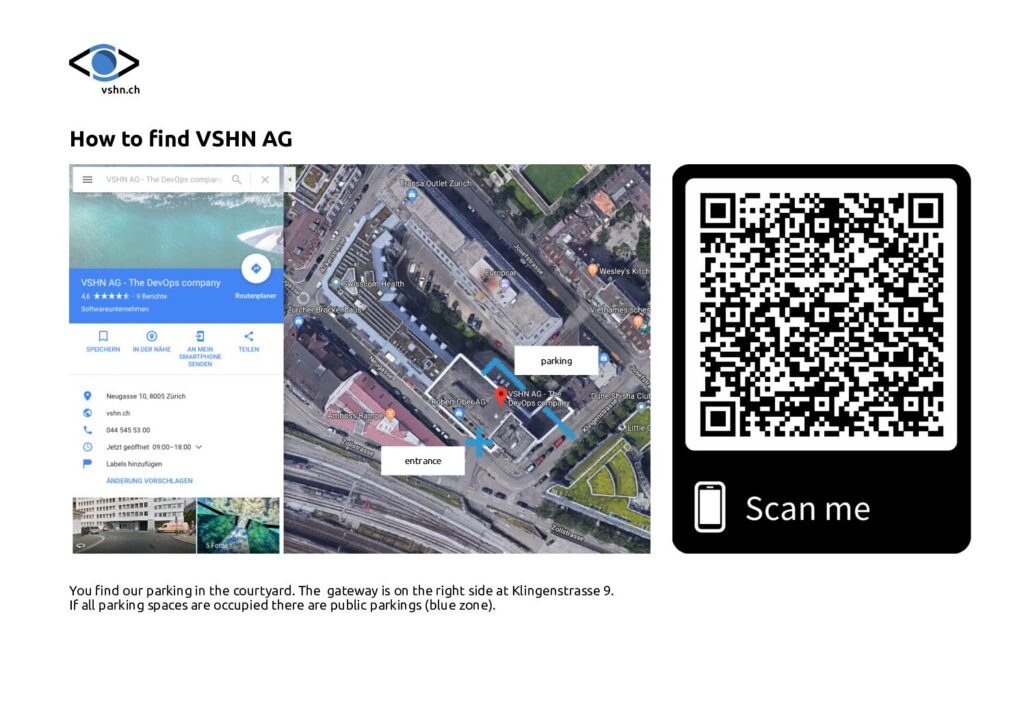 vshn.ch
How to find VSHN AG
VSHN AG - The DevOps company
VSHN AG - The DevOps company
4,6 ★★★★★ · 9 Berichte
Softwareunternehmen
Routenplaner
SPEICHERN
IN DER NÄHE
AN MEIN
SMARTPHONE
SENDEN
TEILEN
Neugasse 10, 8005 Zürich
vshn.ch
044 545 53 00
Jetzt geöffnet 09:00–18:00
Labels hinzufügen
ÄNDERUNG VORSCHLAGEN
5 Fotos
Transa Outlet Zürich
Josefstrasse
Europcar
Wesley's Kitch
Swisscom Health
Zürcher Brockenhaus
Vietnamesisches
Neugasse
parking
VSHN AG - The
DevOps company
Robert Ober AG
Dune Shisha Club
Amboss Rampe
Klingenstrasse
Little
Zollstrasse
entrance
Zollstrasse
Scan me
You find our parking in the courtyard. The gateway is on the right side at Klingenstrasse 9.
If all parking spaces are occupied there are public parkings (blue zone).